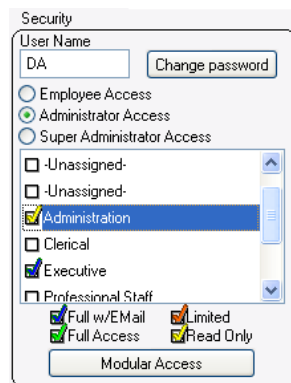 Security
User Name
DA Change password
Employee Access
Administrator Access
Super Administrator Access
-Unassigned-
-Unassigned-
Administration
Clerical
Executive
Professional Staff
Full w/EMail Limited
Full Access Read Only
Modular Access